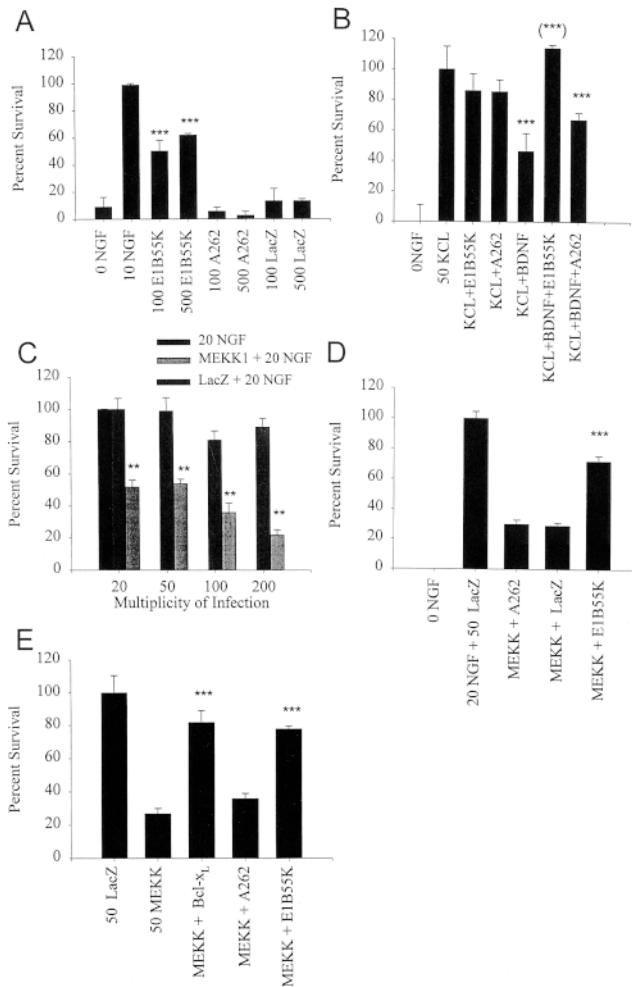 A
Percent Survival
120
100
80
60
40
20
0
***
***
0 NGF
10 NGF
100 E1B55K
500 E1B55K
100 A262
500 A262
100 LacZ
500 LacZ
B
Percent Survival
120
100
80
60
40
20
0
***
(***)
***
0NGF
50 KCL
KCL+E1B55K
KCL+A262
KCL+BDNF
KCL+BDNF+E1B55K
KCL+BDNF+A262
C
20 NGF
MEKK1 + 20 NGF
LacZ + 20 NGF
Percent Survival
120
100
80
60
40
20
0
**
**
**
**
20 50 100 200
Multiplicity of Infection
D
Percent Survival
120
100
80
60
40
20
0
***
0 NGF
20 NGF + 50 LacZ
MEKK + A262
MEKK + LacZ
MEKK + E1B55K
E
Percent Survival
120
100
80
60
40
20
0
***
***
50 LacZ
50 MEKK
MEKK + Bcl-xL
MEKK + A262
MEKK + E1B55K